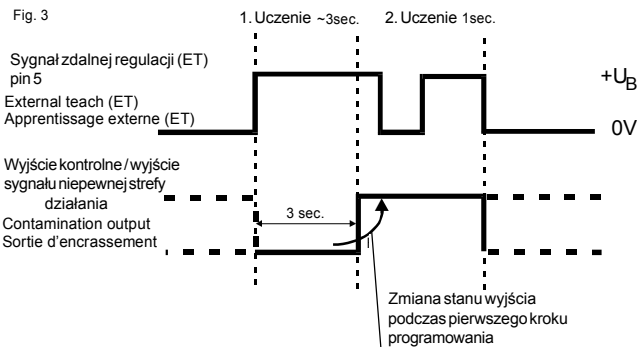 Fig. 3
1. Uczenie ~3sec.
2. Uczenie 1sec.
Sygnał zdalnej regulacji (ET)
pin 5
External teach (ET)
Apprentissage externe (ET)
+UB
0V
Wyjście kontrolne / wyjście
sygnału niepewnej strefy
działania
Contamination output
Sortie d'encrassement
3 sec.
Zmiana stanu wyjścia
podczas pierwszego kroku
programowania